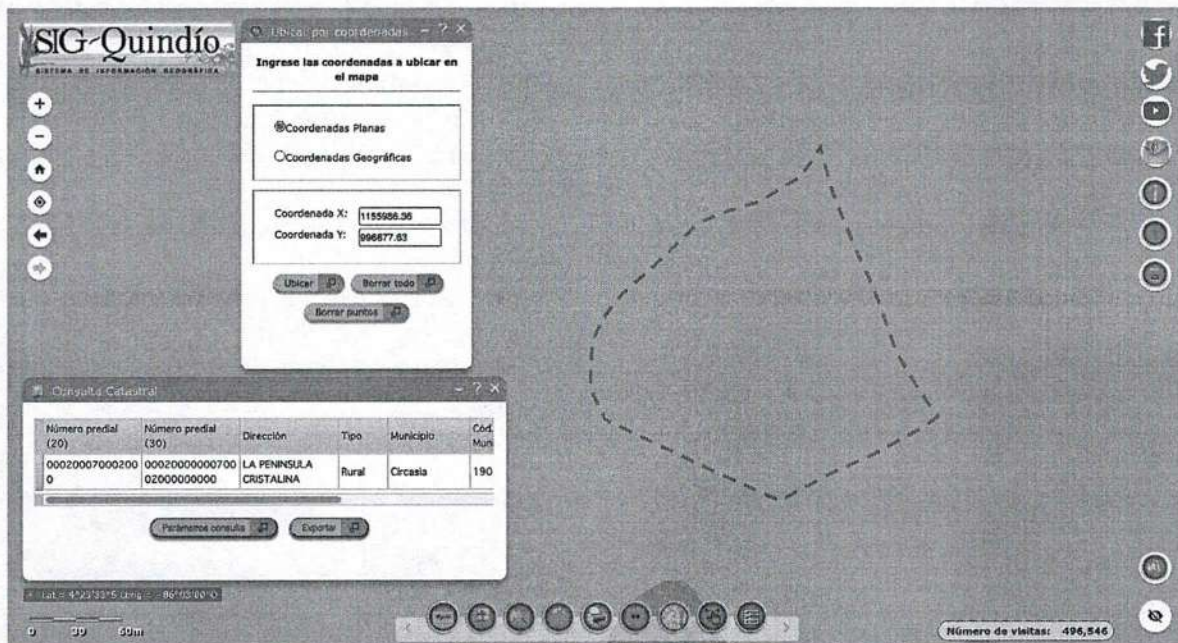 SIG-Quindío
SISTEMA DE INFORMACIÓN GEOGRÁFICA
Ubicar por coordenadas
Ingrese las coordenadas a ubicar en
el mapa
Coordenadas Planas
Coordenadas Geográficas
Coordenada X: 1155986.36
Coordenada Y: 996677.63
Ubicar
Borrar todo
Borrar puntos
Consulta Catastral
Número predial (20)
Número predial (30)
Dirección
Tipo
Municipio
Cód. Mun
00020007000200
0
00020000000700
02000000000
LA PENINSULA
CRISTALINA
Rural
Circasia
190
Parámetros consulta
Exportar
0 30 60m
Número de visitas: 496,546